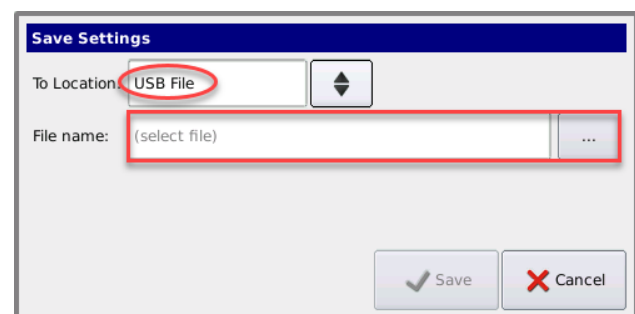 Save Settings
To Location: USB File
File name: (select file) ...
Save Cancel